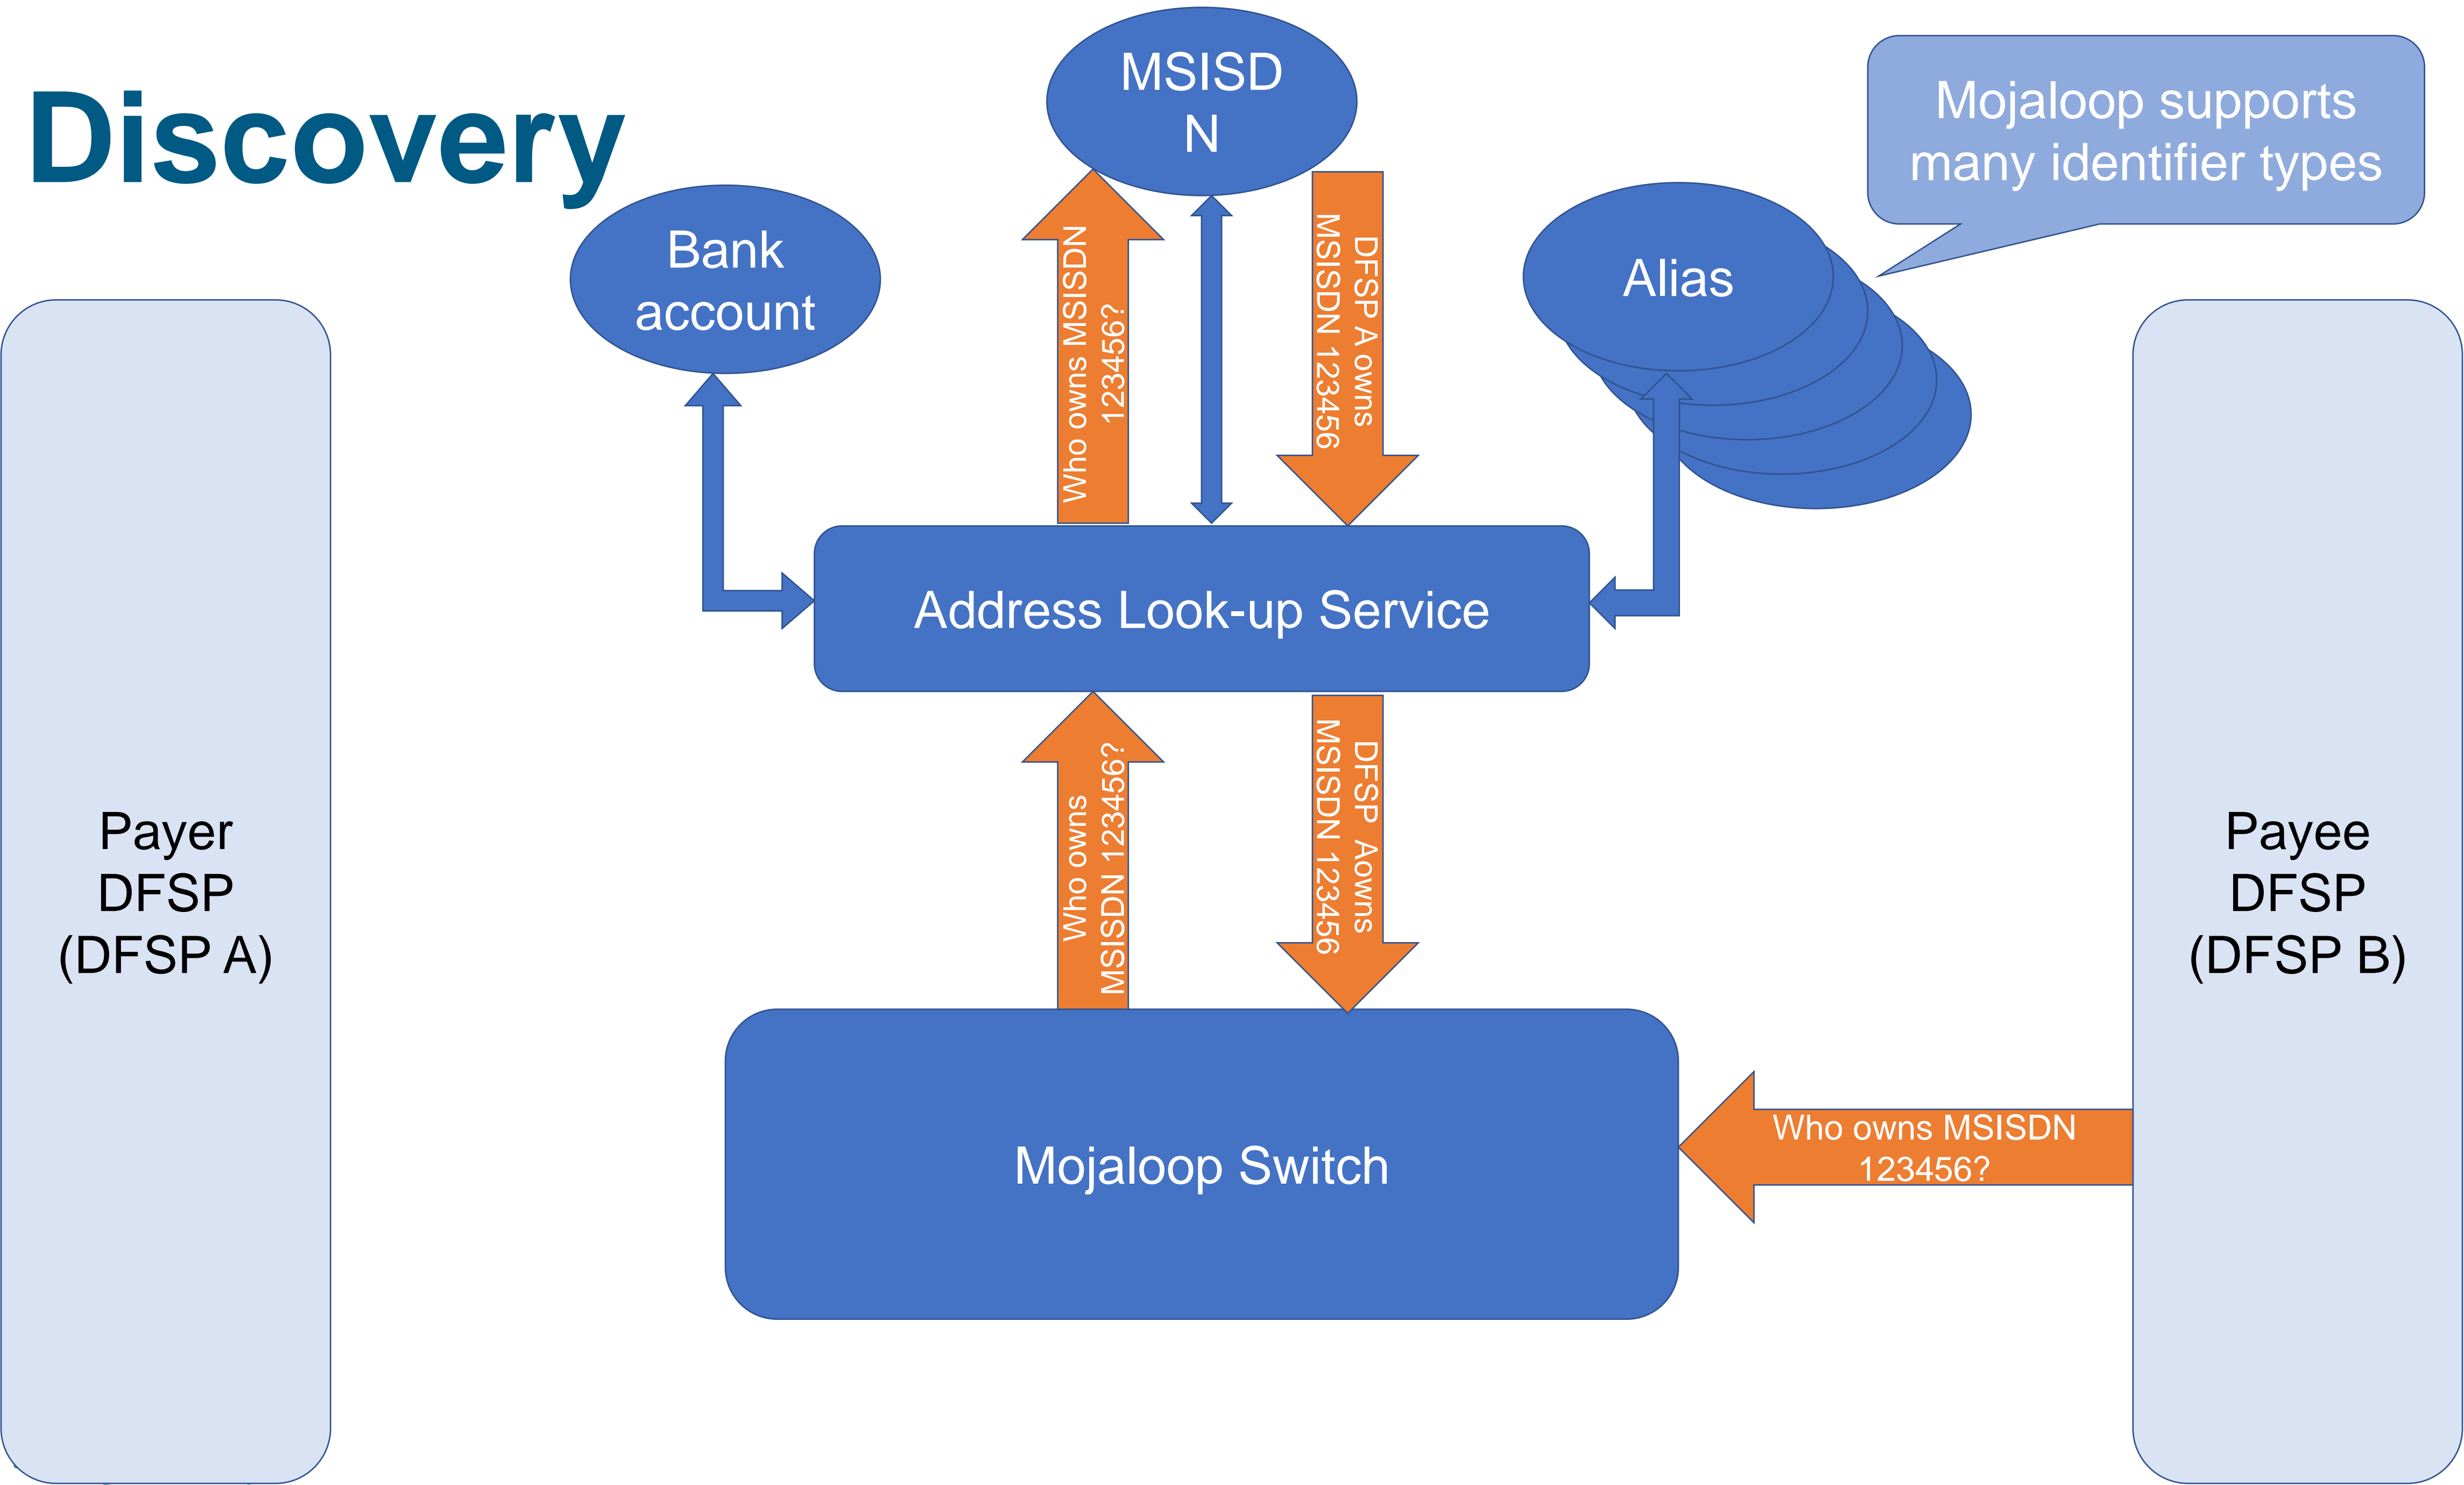 Discovery
MSISD
N
Mojaloop supports
many identifier types
Bank
account
Alias
Who owns MSISDN
123456?
DFSP A owns
MSISDN 123456
Address Look-up Service
Who owns
MSISDN 123456?
DFSP  Aowns
MSISDN 123456
Payer
DFSP
(DFSP A)
Payee
DFSP
(DFSP B)
Mojaloop Switch
Who owns MSISDN
123456?